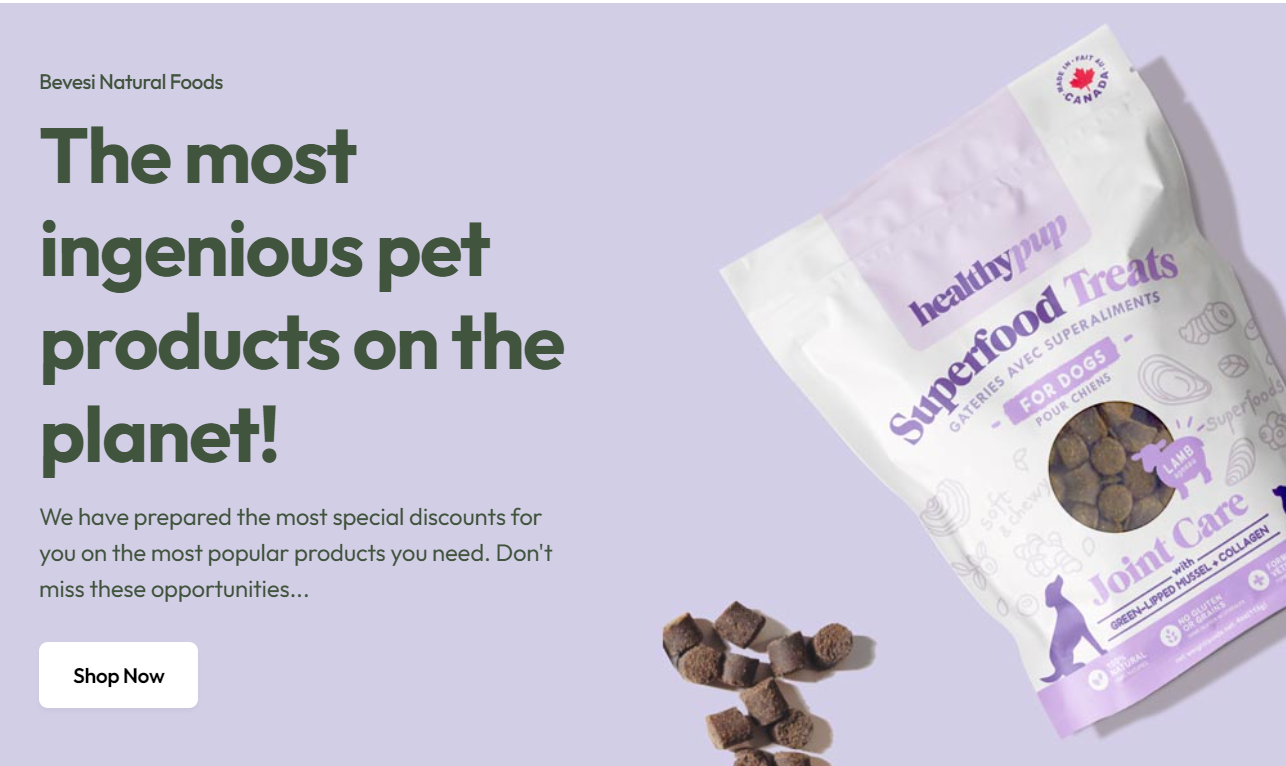 Bevesi Natural Foods
The most
ingenious pet
products on the
planet!
We have prepared the most special discounts for
you on the most popular products you need. Don't
miss these opportunities...
Shop Now
MADE IN · FAIT AU ·
CANADA
healthypup
Superfood Treats
GATERIES AVEC SUPERALIMENTS
FOR DOGS
POUR CHIENS
Superfoods
LAMB
soft
& chewy
Joint Care
with
GREEN-LIPPED MUSSEL + COLLAGEN
NO GLUTEN
OR GRAINS
100%
NATURAL